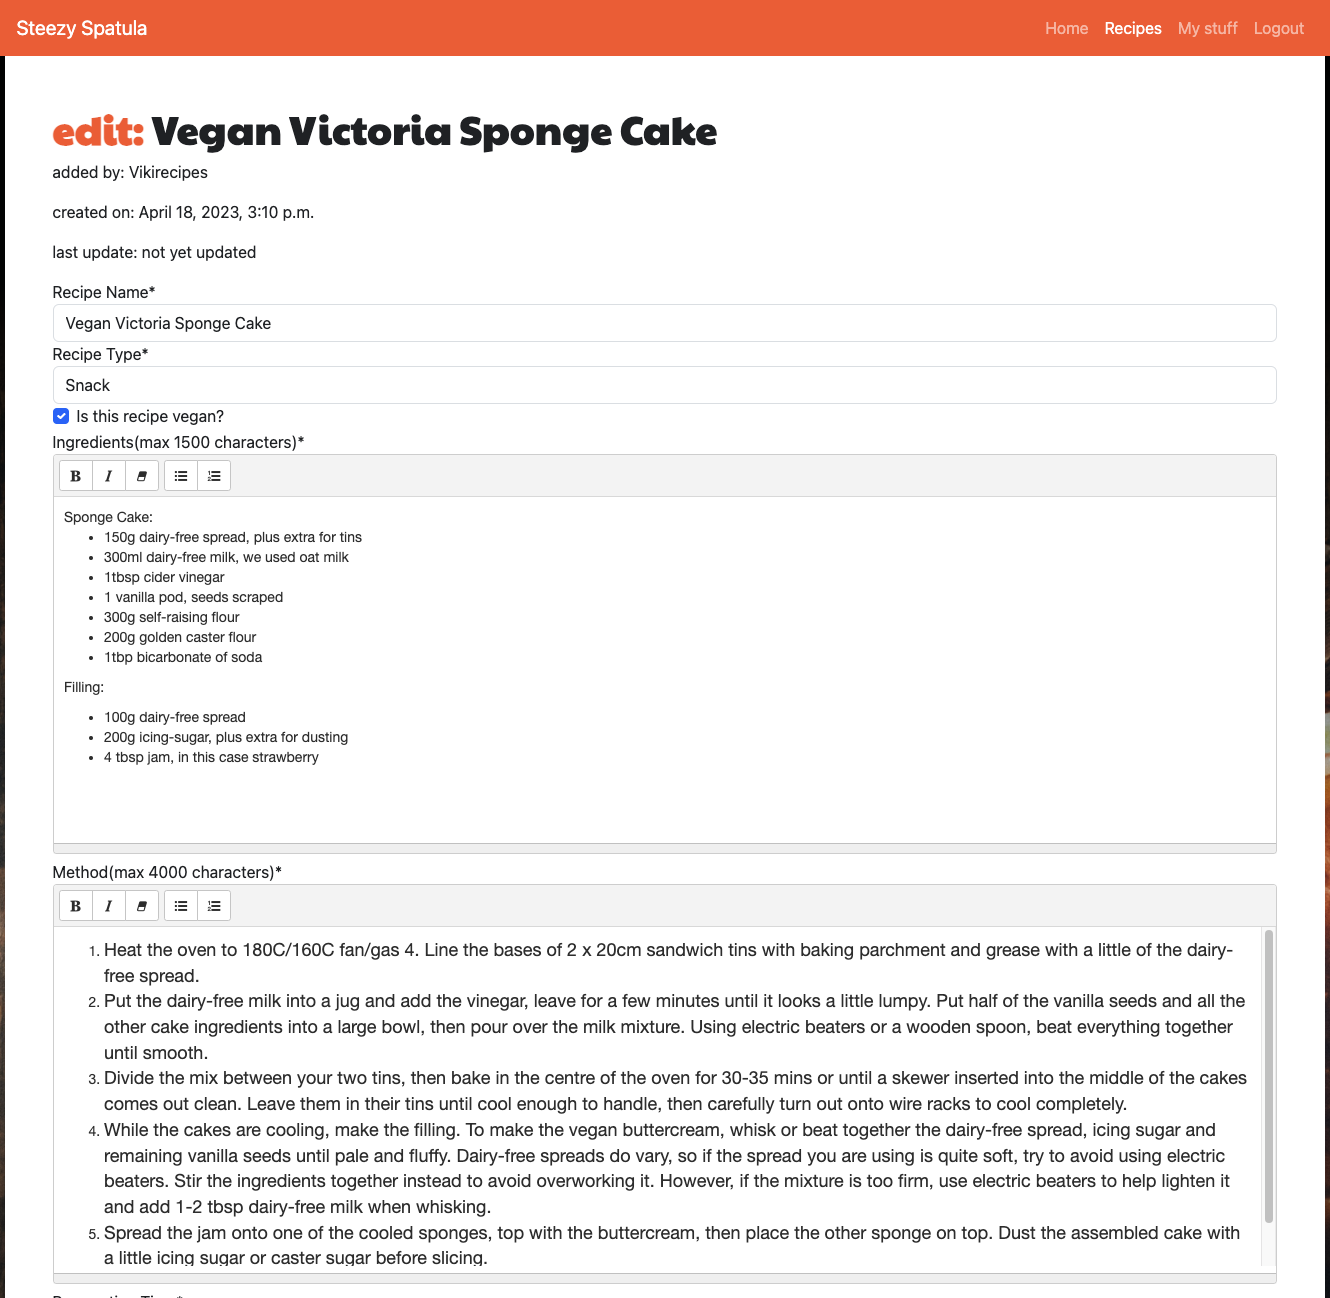 Steezy Spatula
Home Recipes My stuff Logout
edit: Vegan Victoria Sponge Cake
added by: Vikirecipes
created on: April 18, 2023, 3:10 p.m.
last update: not yet updated
Recipe Name*
Vegan Victoria Sponge Cake
Recipe Type*
Snack
Is this recipe vegan?
Ingredients(max 1500 characters)*
B I
Sponge Cake:
• 150g dairy-free spread, plus extra for tins
• 300ml dairy-free milk, we used oat milk
• 1tbsp cider vinegar
• 1 vanilla pod, seeds scraped
• 300g self-raising flour
• 200g golden caster flour
• 1tbp bicarbonate of soda
Filling:
• 100g dairy-free spread
• 200g icing-sugar, plus extra for dusting
• 4 tbsp jam, in this case strawberry
Method(max 4000 characters)*
B I
1. Heat the oven to 180C/160C fan/gas 4. Line the bases of 2 x 20cm sandwich tins with baking parchment and grease with a little of the dairy-
free spread.
2. Put the dairy-free milk into a jug and add the vinegar, leave for a few minutes until it looks a little lumpy. Put half of the vanilla seeds and all the
other cake ingredients into a large bowl, then pour over the milk mixture. Using electric beaters or a wooden spoon, beat everything together
until smooth.
3. Divide the mix between your two tins, then bake in the centre of the oven for 30-35 mins or until a skewer inserted into the middle of the cakes
comes out clean. Leave them in their tins until cool enough to handle, then carefully turn out onto wire racks to cool completely.
4. While the cakes are cooling, make the filling. To make the vegan buttercream, whisk or beat together the dairy-free spread, icing sugar and
remaining vanilla seeds until pale and fluffy. Dairy-free spreads do vary, so if the spread you are using is quite soft, try to avoid using electric
beaters. Stir the ingredients together instead to avoid overworking it. However, if the mixture is too firm, use electric beaters to help lighten it
and add 1-2 tbsp dairy-free milk when whisking.
5. Spread the jam onto one of the cooled sponges, top with the buttercream, then place the other sponge on top. Dust the assembled cake with
a little icing sugar or caster sugar before slicing.